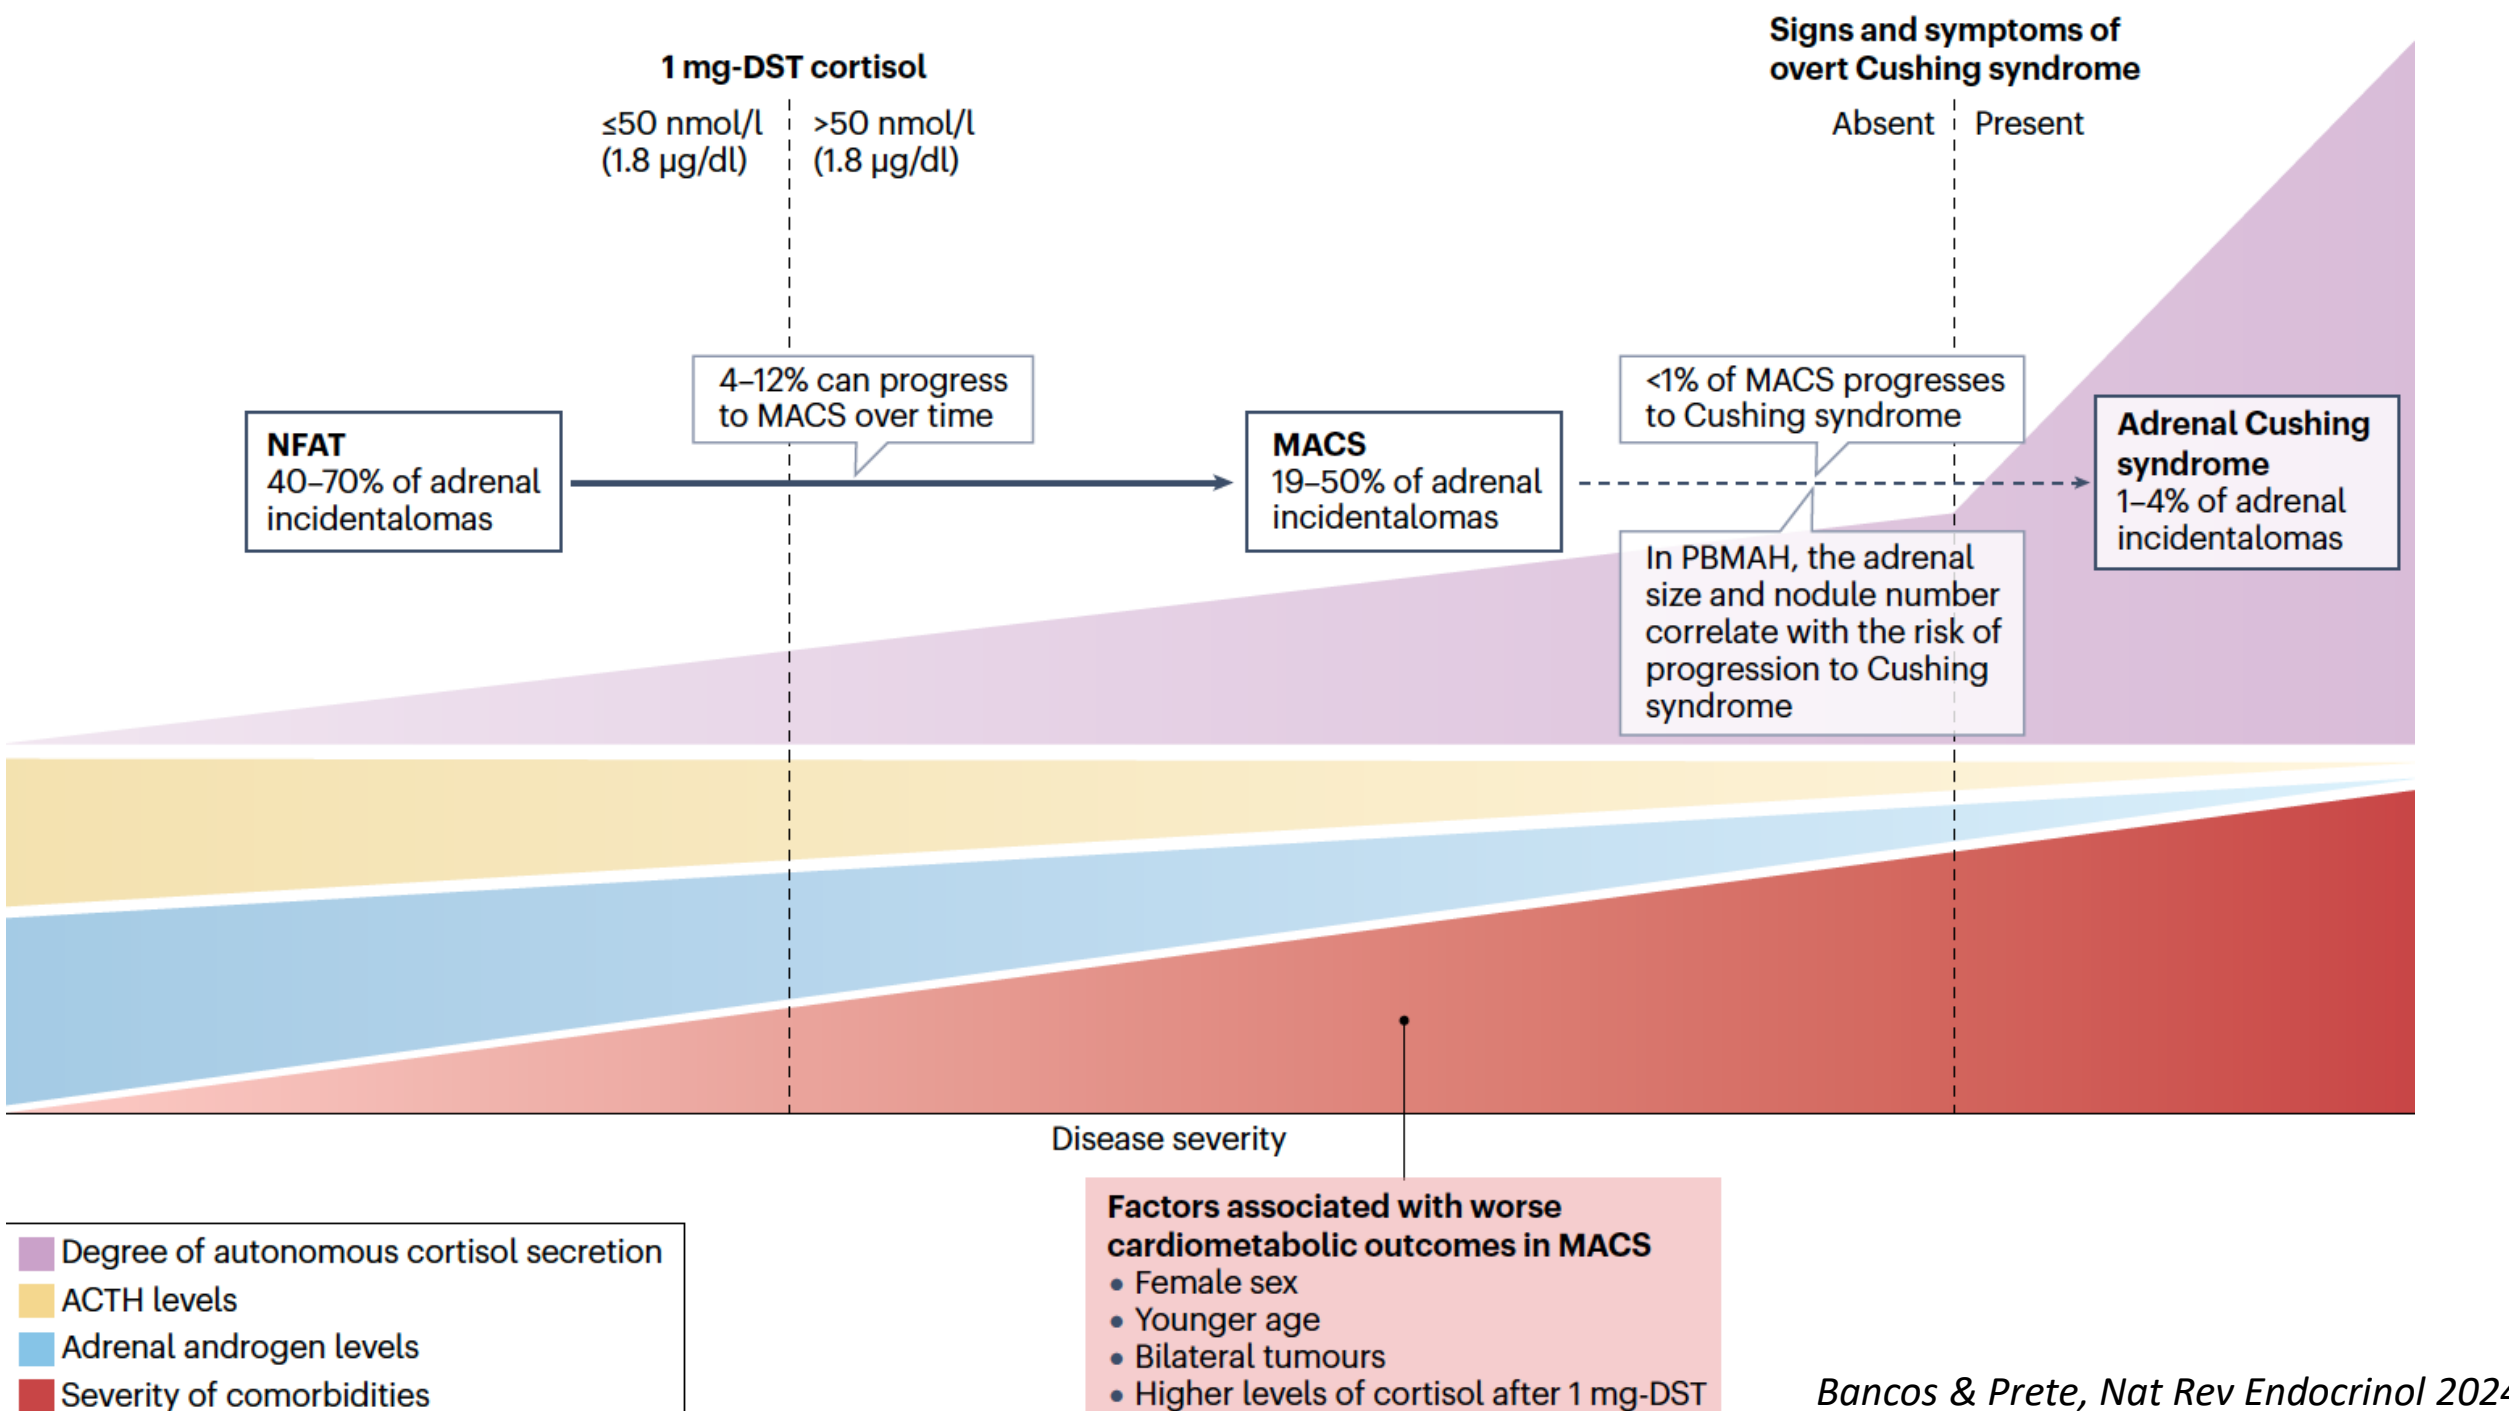 Signs and symptoms of
overt Cushing syndrome
1 mg-DST cortisol
≤50 nmol/l
(1.8 µg/dl)
>50 nmol/l
(1.8 µg/dl)
Absent
Present
4–12% can progress
to MACS over time
<1% of MACS progresses
to Cushing syndrome
NFAT
40–70% of adrenal
incidentalomas
MACS
19–50% of adrenal
incidentalomas
Adrenal Cushing
syndrome
1–4% of adrenal
incidentalomas
In PBMAH, the adrenal
size and nodule number
correlate with the risk of
progression to Cushing
syndrome
Disease severity
Factors associated with worse
cardiometabolic outcomes in MACS
• Female sex
• Younger age
• Bilateral tumours
• Higher levels of cortisol after 1 mg-DST
Degree of autonomous cortisol secretion
ACTH levels
Adrenal androgen levels
Severity of comorbidities
Bancos & Prete, Nat Rev Endocrinol 2024